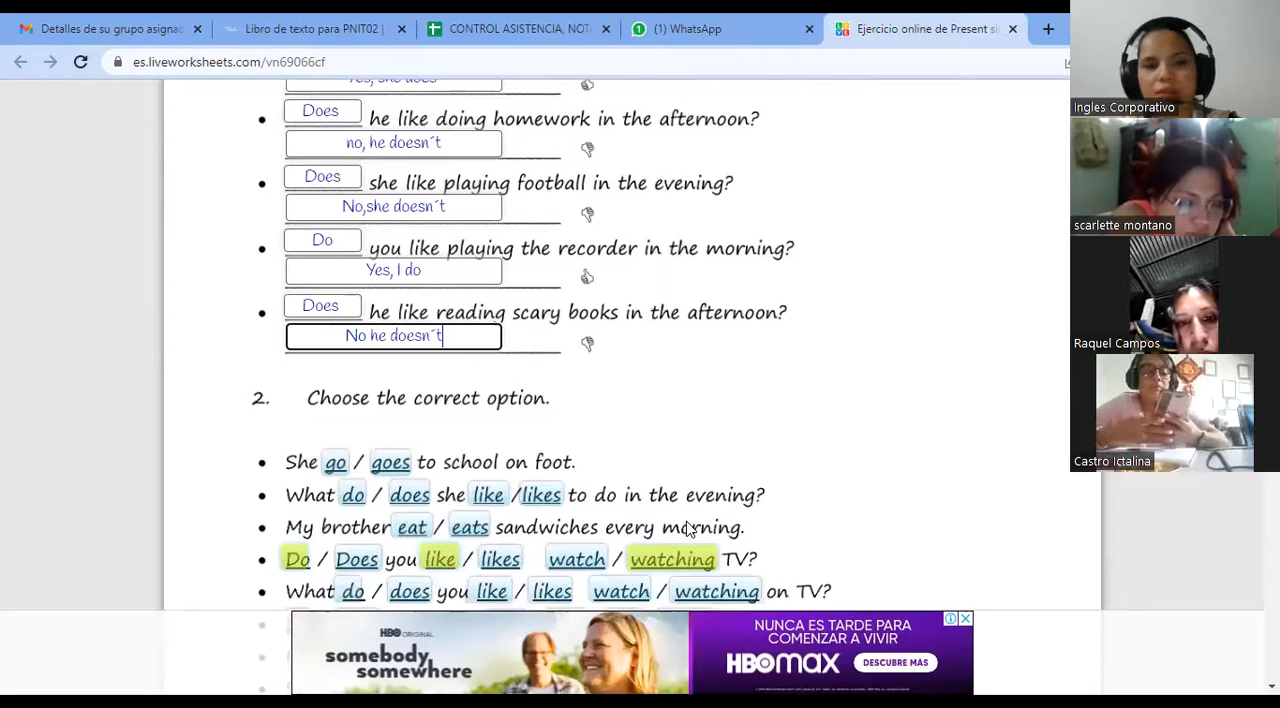 Detalles de su grupo asignac
Libro de texto para PNIT02 |
CONTROL ASISTENCIA, NOT
(1) WhatsApp
Ejercicio online de Present si
es.liveworksheets.com/vn69066cf
Yes, she does
Does he like doing homework in the afternoon?
no, he doesn´t
Does she like playing football in the evening?
No,she doesn´t
Do you like playing the recorder in the morning?
Yes, I do
Does he like reading scary books in the afternoon?
No he doesn´t
2. Choose the correct option.
She go / goes to school on foot.
What do / does she like /likes to do in the evening?
My brother eat / eats sandwiches every morning.
Do / Does you like / likes watch / watching TV?
What do / does you like / likes watch / watching on TV?
HBO ORIGINAL
somebody
somewhere
NUNCA ES TARDE PARA
COMENZAR A VIVIR
HBOMAX DESCUBRE MÁS
Ingles Corporativo
scarlette montano
Raquel Campos
Castro Ictalina